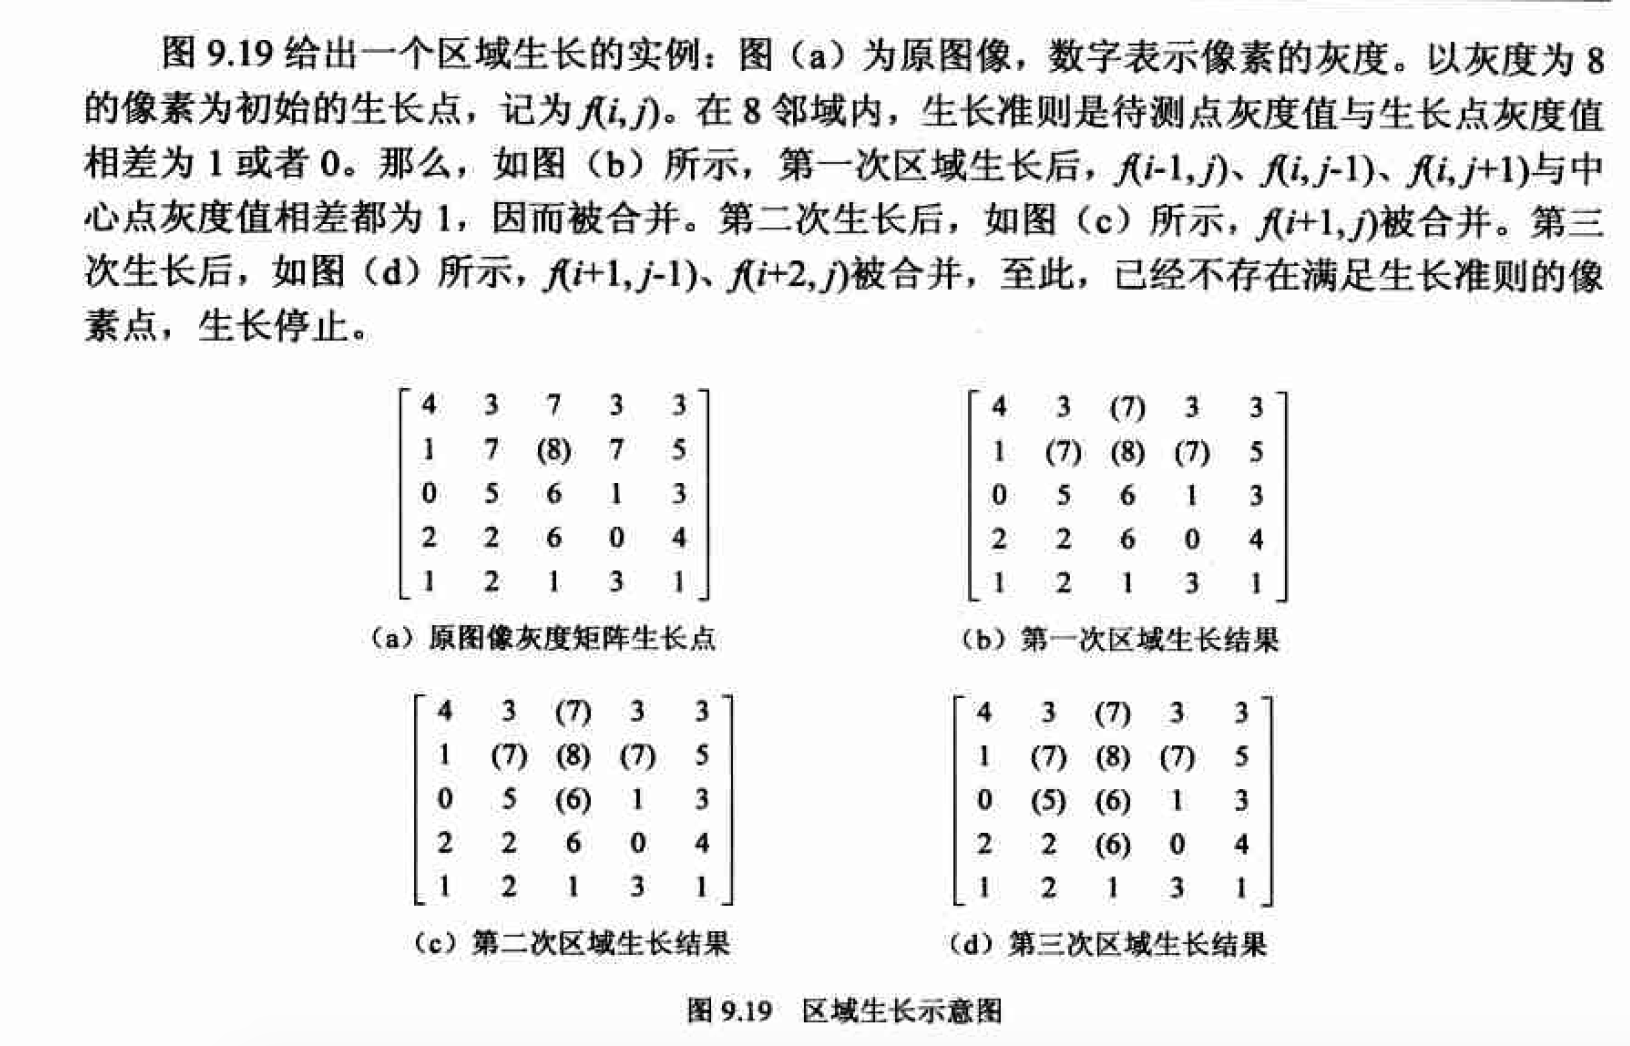 图 9.19 给出一个区域生长的实例：图（a）为原图像，数字表示像素的灰度。以灰度为 8
的像素为初始的生长点，记为 f(i, j)。在 8 邻域内，生长准则是待测点灰度值与生长点灰度值
相差为 1 或者 0。那么，如图（b）所示，第一次区域生长后，f(i-1, j)、f(i, j-1)、f(i, j+1)与中
心点灰度值相差都为 1，因而被合并。第二次生长后，如图（c）所示，f(i+1, j)被合并。第三
次生长后，如图（d）所示，f(i+1, j-1)、f(i+2, j)被合并，至此，已经不存在满足生长准则的像
素点，生长停止。
4 3 7 3 3
1 7 (8) 7 5
0 5 6 1 3
2 2 6 0 4
1 2 1 3 1
（a）原图像灰度矩阵生长点
4 3 (7) 3 3
1 (7) (8) (7) 5
0 5 6 1 3
2 2 6 0 4
1 2 1 3 1
（b）第一次区域生长结果
4 3 (7) 3 3
1 (7) (8) (7) 5
0 5 (6) 1 3
2 2 6 0 4
1 2 1 3 1
（c）第二次区域生长结果
4 3 (7) 3 3
1 (7) (8) (7) 5
0 (5) (6) 1 3
2 2 (6) 0 4
1 2 1 3 1
（d）第三次区域生长结果
图 9.19 区域生长示意图